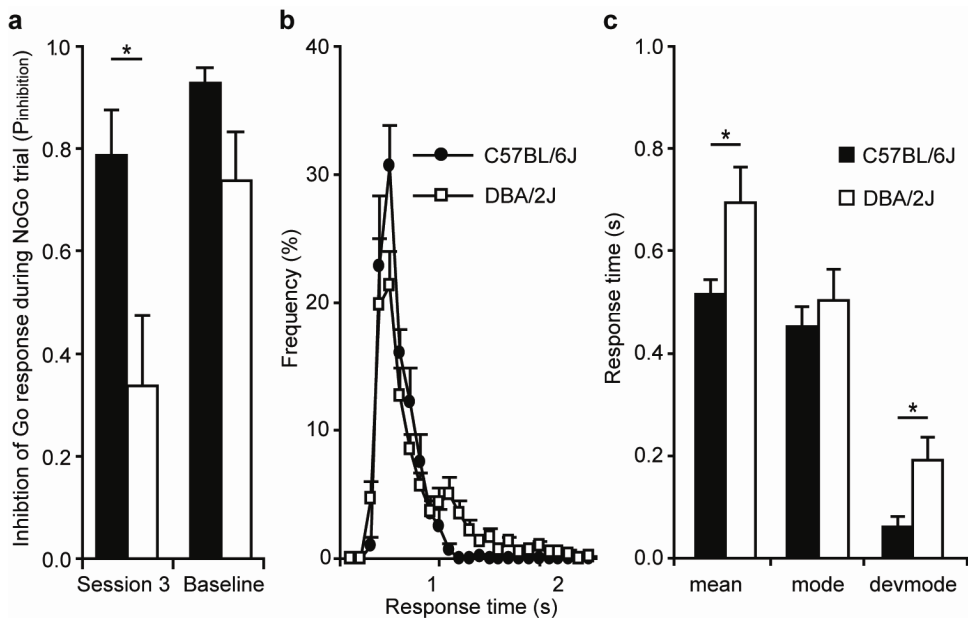 a
Inhibtion of Go response during NoGo trial (Pinhibition)
1.0
0.8
0.6
0.4
0.2
0.0
*
Session 3
Baseline
b
Frequency (%)
40
30
20
10
0
C57BL/6J
DBA/2J
1
2
Response time (s)
c
Response time (s)
1.0
0.8
0.6
0.4
0.2
0.0
*
*
C57BL/6J
DBA/2J
mean
mode
devmode